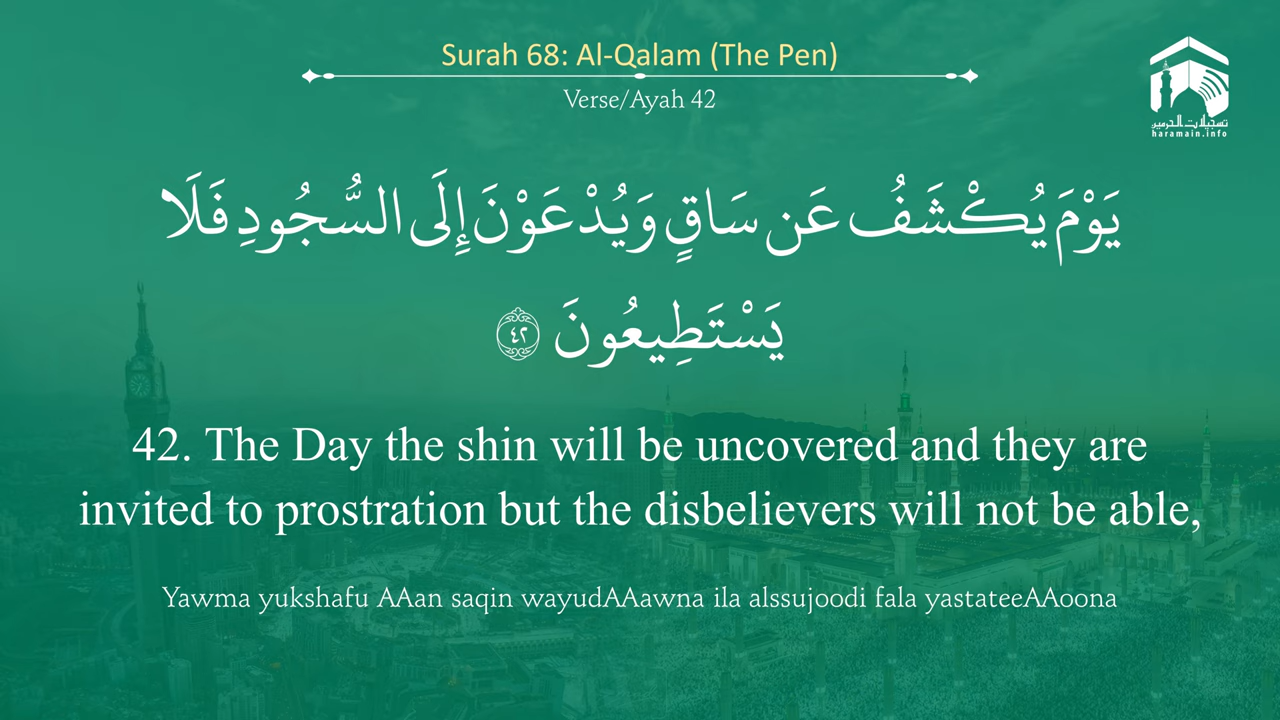 Surah 68: Al-Qalam (The Pen)
Verse/Ayah 42
تسجيلات الحرمين
haramain.info
يَوْمَ يُكْشَفُ عَن سَاقٍ وَيُدْعَوْنَ إِلَى السُّجُودِ فَلَا
يَسْتَطِيعُونَ ٤٢
42. The Day the shin will be uncovered and they are
invited to prostration but the disbelievers will not be able,
Yawma yukshafu AAan saqin wayudAAawna ila alssujoodi fala yastateeAAoona